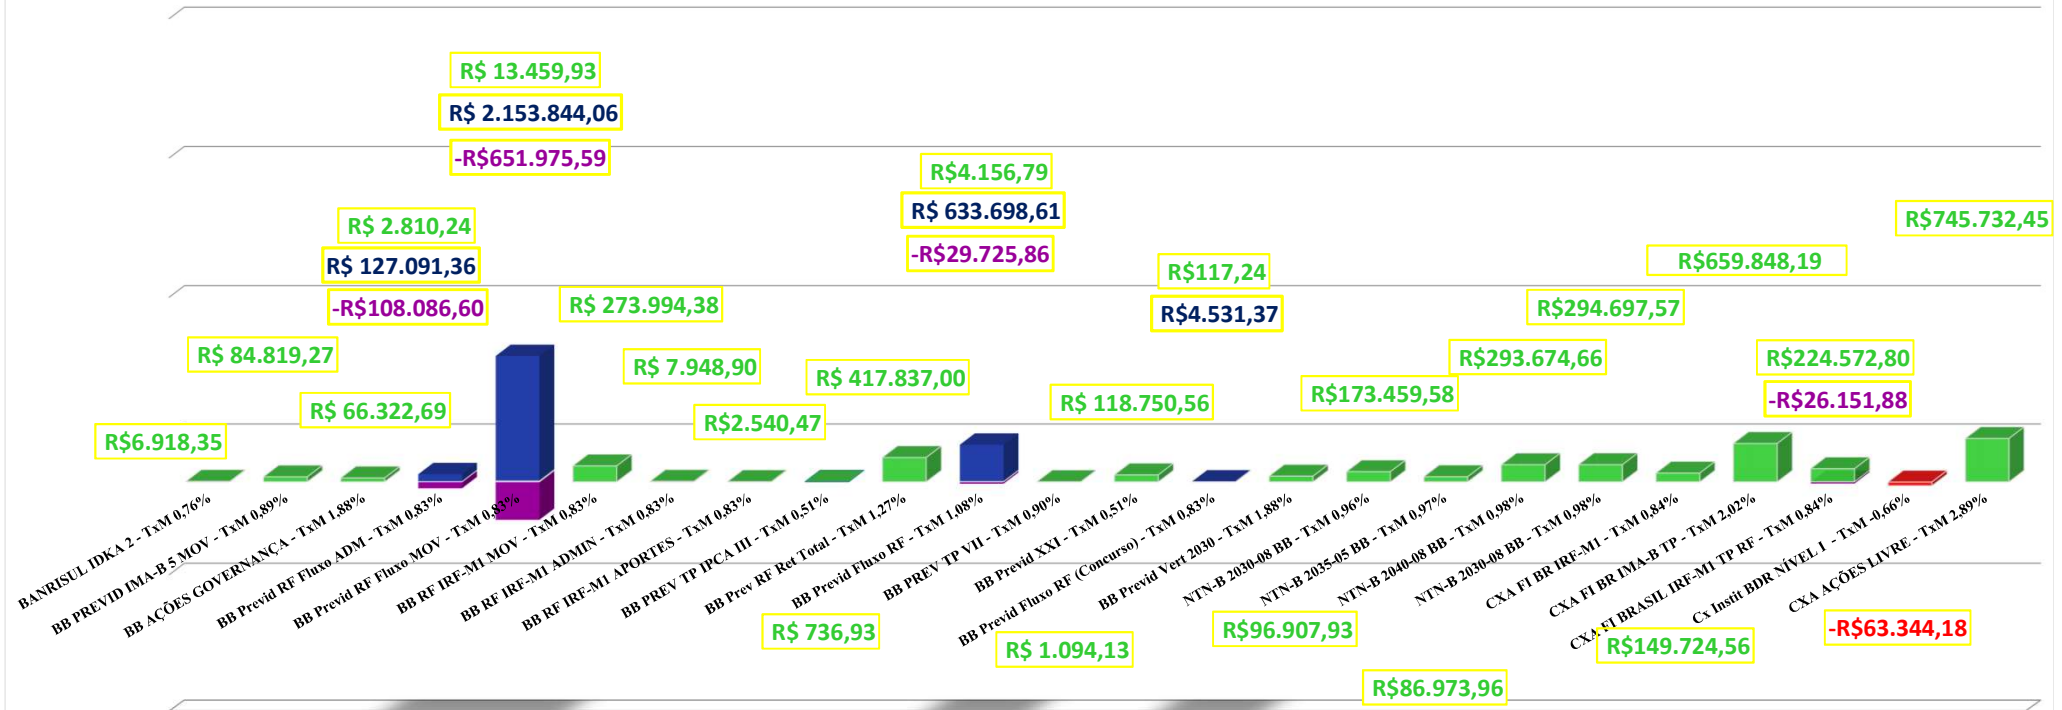 R$ 13.459,93
R$ 2.153.844,06
-R$651.975,59
R$4.156,79
R$ 633.698,61
-R$29.725,86
R$ 2.810,24
R$ 127.091,36
-R$108.086,60
R$745.732,45
R$659.848,19
R$117,24
R$4.531,37
R$ 273.994,38
R$294.697,57
R$ 84.819,27
R$ 7.948,90
R$ 417.837,00
R$293.674,66
R$224.572,80
-R$26.151,88
R$ 66.322,69
R$2.540,47
R$ 118.750,56
R$173.459,58
R$6.918,35
BANRISUL IDKA 2 - TxM 0,76%
BB PREVID IMA-B 5 MOV - TxM 0,89%
BB AÇÕES GOVERNANÇA - TxM 1,88%
BB Previd RF Fluxo ADM - TxM 0,83%
BB Previd RF Fluxo MOV - TxM 0,83%
BB RF IRF-M1 MOV - TxM 0,83%
BB RF IRF-M1 ADMIN - TxM 0,83%
BB RF IRF-M1 APORTES - TxM 0,83%
BB PREV TP IPCA III - TxM 0,51%
BB Prev RF Ret Total - TxM 1,27%
BB Previd Fluxo RF - TxM 1,08%
BB PREV TP VII - TxM 0,90%
BB Previd XXI - TxM 0,51%
BB Previd Fluxo RF (Concurso) - TxM 0,83%
BB Previd Vert 2030 - TxM 1,88%
NTN-B 2030-08 BB - TxM 0,96%
NTN-B 2035-05 BB - TxM 0,97%
NTN-B 2040-08 BB - TxM 0,98%
NTN-B 2030-08 BB - TxM 0,98%
CXA FI BR IRF-M1 - TxM 0,84%
CXA FI BR IMA-B TP - TxM 2,02%
CXA FI BRASIL IRF-M1 TP RF - TxM 0,84%
Cx Instit BDR NÍVEL I - TxM -0,66%
CXA AÇÕES LIVRE - TxM 2,89%
R$ 736,93
R$ 1.094,13
R$96.907,93
R$86.973,96
R$149.724,56
-R$63.344,18